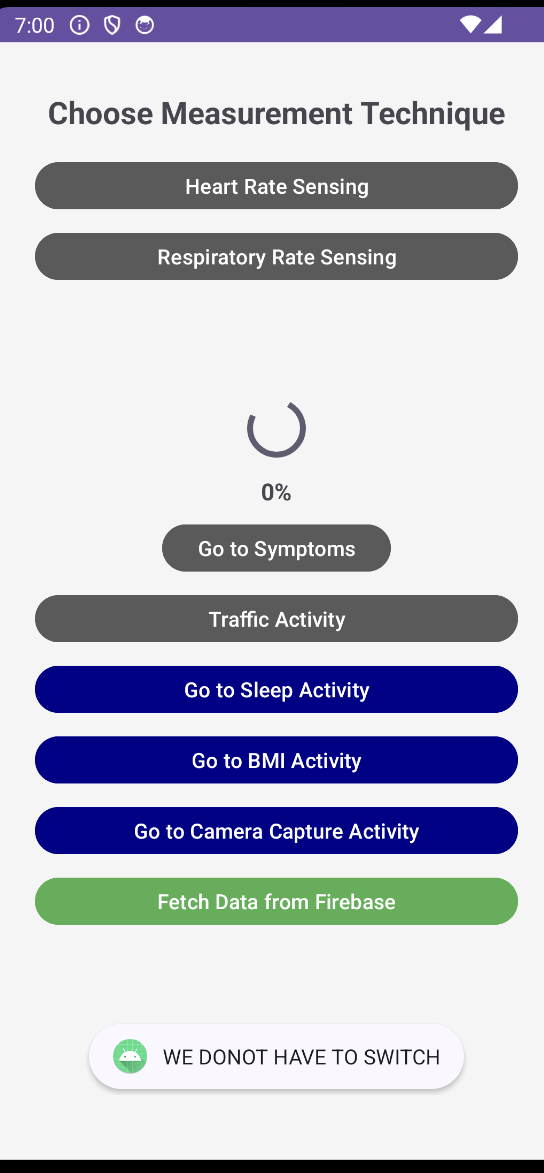 7:00
Choose Measurement Technique
Heart Rate Sensing
Respiratory Rate Sensing
0%
Go to Symptoms
Traffic Activity
Go to Sleep Activity
Go to BMI Activity
Go to Camera Capture Activity
Fetch Data from Firebase
WE DONOT HAVE TO SWITCH